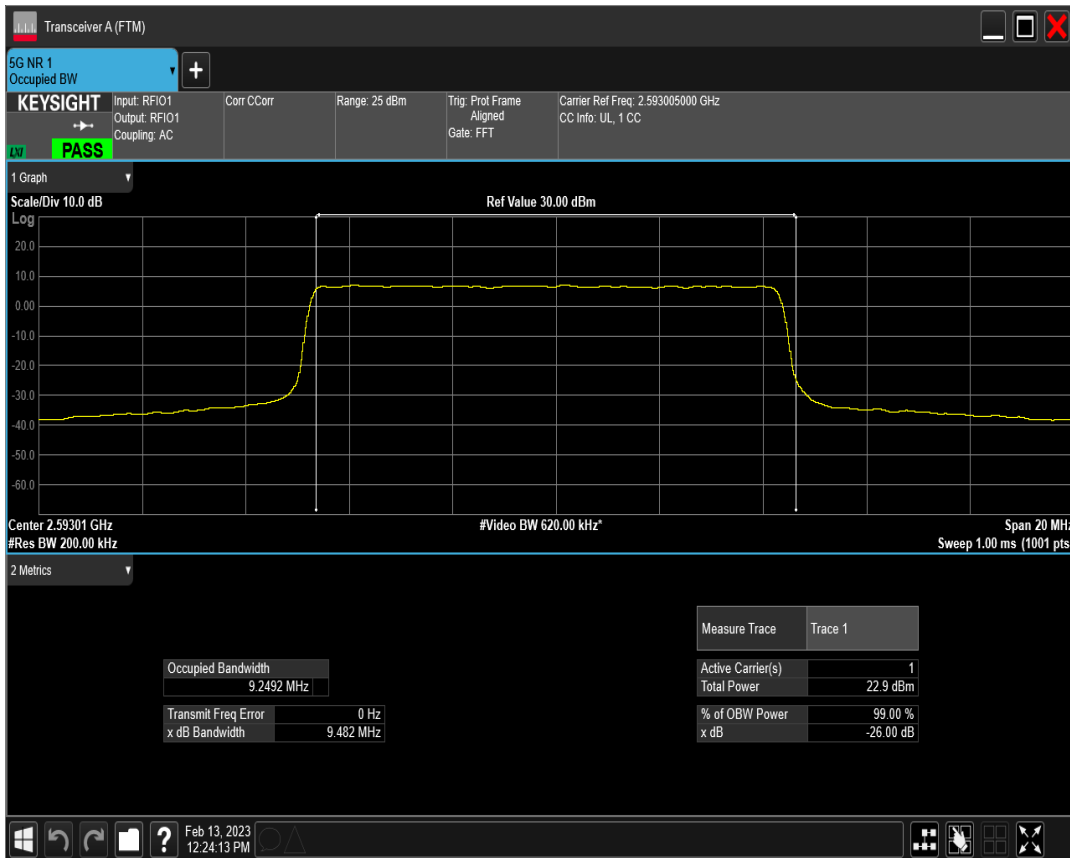 Transceiver A (FTM)
5G NR 1
Occupied BW
+
KEYSIGHT
LXI
PASS
Input: RFIO1
Output: RFIO1
Coupling: AC
Corr CCorr
Range: 25 dBm
Trig: Prot Frame
Aligned
Gate: FFT
Carrier Ref Freq: 2.593005000 GHz
CC Info: UL, 1 CC
1 Graph
Scale/Div 10.0 dB
Ref Value 30.00 dBm
Log
20.0
10.0
0.00
-10.0
-20.0
-30.0
-40.0
-50.0
-60.0
Center 2.59301 GHz
#Video BW 620.00 kHz*
Span 20 MHz
#Res BW 200.00 kHz
Sweep 1.00 ms (1001 pts
2 Metrics
Measure Trace Trace 1
Occupied Bandwidth
9.2492 MHz
Transmit Freq Error 0 Hz
x dB Bandwidth 9.482 MHz
Active Carrier(s) 1
Total Power 22.9 dBm
% of OBW Power 99.00 %
x dB -26.00 dB
?
Feb 13, 2023
12:24:13 PM